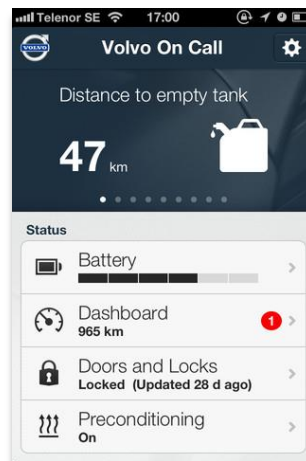 Telenor SE 17:00
VOLVO
Volvo On Call
Distance to empty tank
47 km
Status
Battery
Dashboard
965 km
1
Doors and Locks
Locked (Updated 28 d ago)
Preconditioning
On